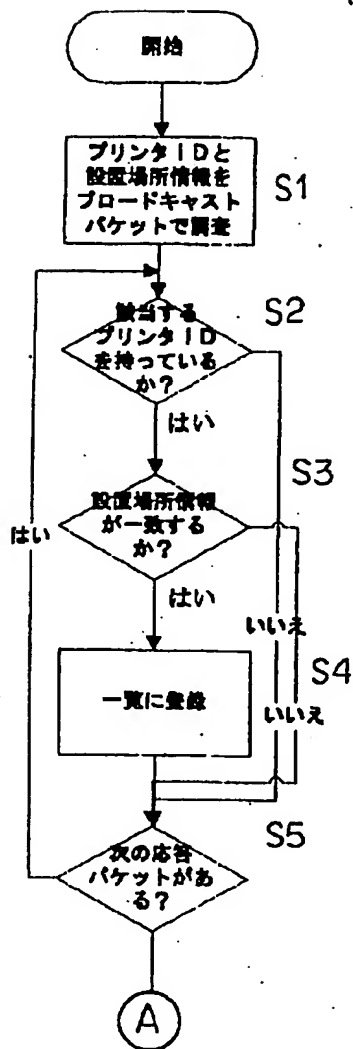 開始
プリンタIDと
設置場所情報を
ブロードキャスト
パケットで調査
S1
S2
該当する
プリンタID
を持っている
か?
はい
S3
設置場所情報
が一致する
か?
はい
はい
いいえ
S4
一覧に登録
いいえ
S5
次の応答
パケットがあ
る?
A